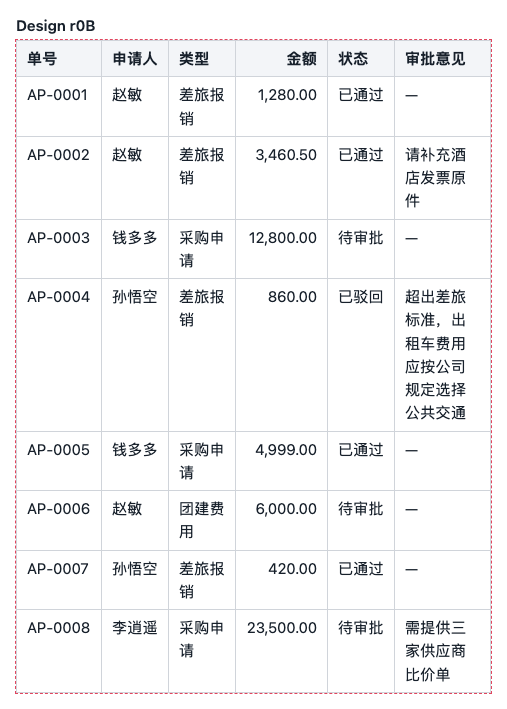 Design r0B
单号 申请人 类型 金额 状态 审批意见
AP-0001 赵敏 差旅报 1,280.00 已通过 —
销
AP-0002 赵敏 差旅报 3,460.50 已通过 请补充酒
销 店发票原
件
AP-0003 钱多多 采购申 12,800.00 待审批 —
请
AP-0004 孙悟空 差旅报 860.00 已驳回 超出差旅
销 标准，出
租车费用
应按公司
规定选择
公共交通
AP-0005 钱多多 采购申 4,999.00 已通过 —
请
AP-0006 赵敏 团建费 6,000.00 待审批 —
用
AP-0007 孙悟空 差旅报 420.00 已通过 —
销
AP-0008 李逍遥 采购申 23,500.00 待审批 需提供三
请 家供应商
比价单